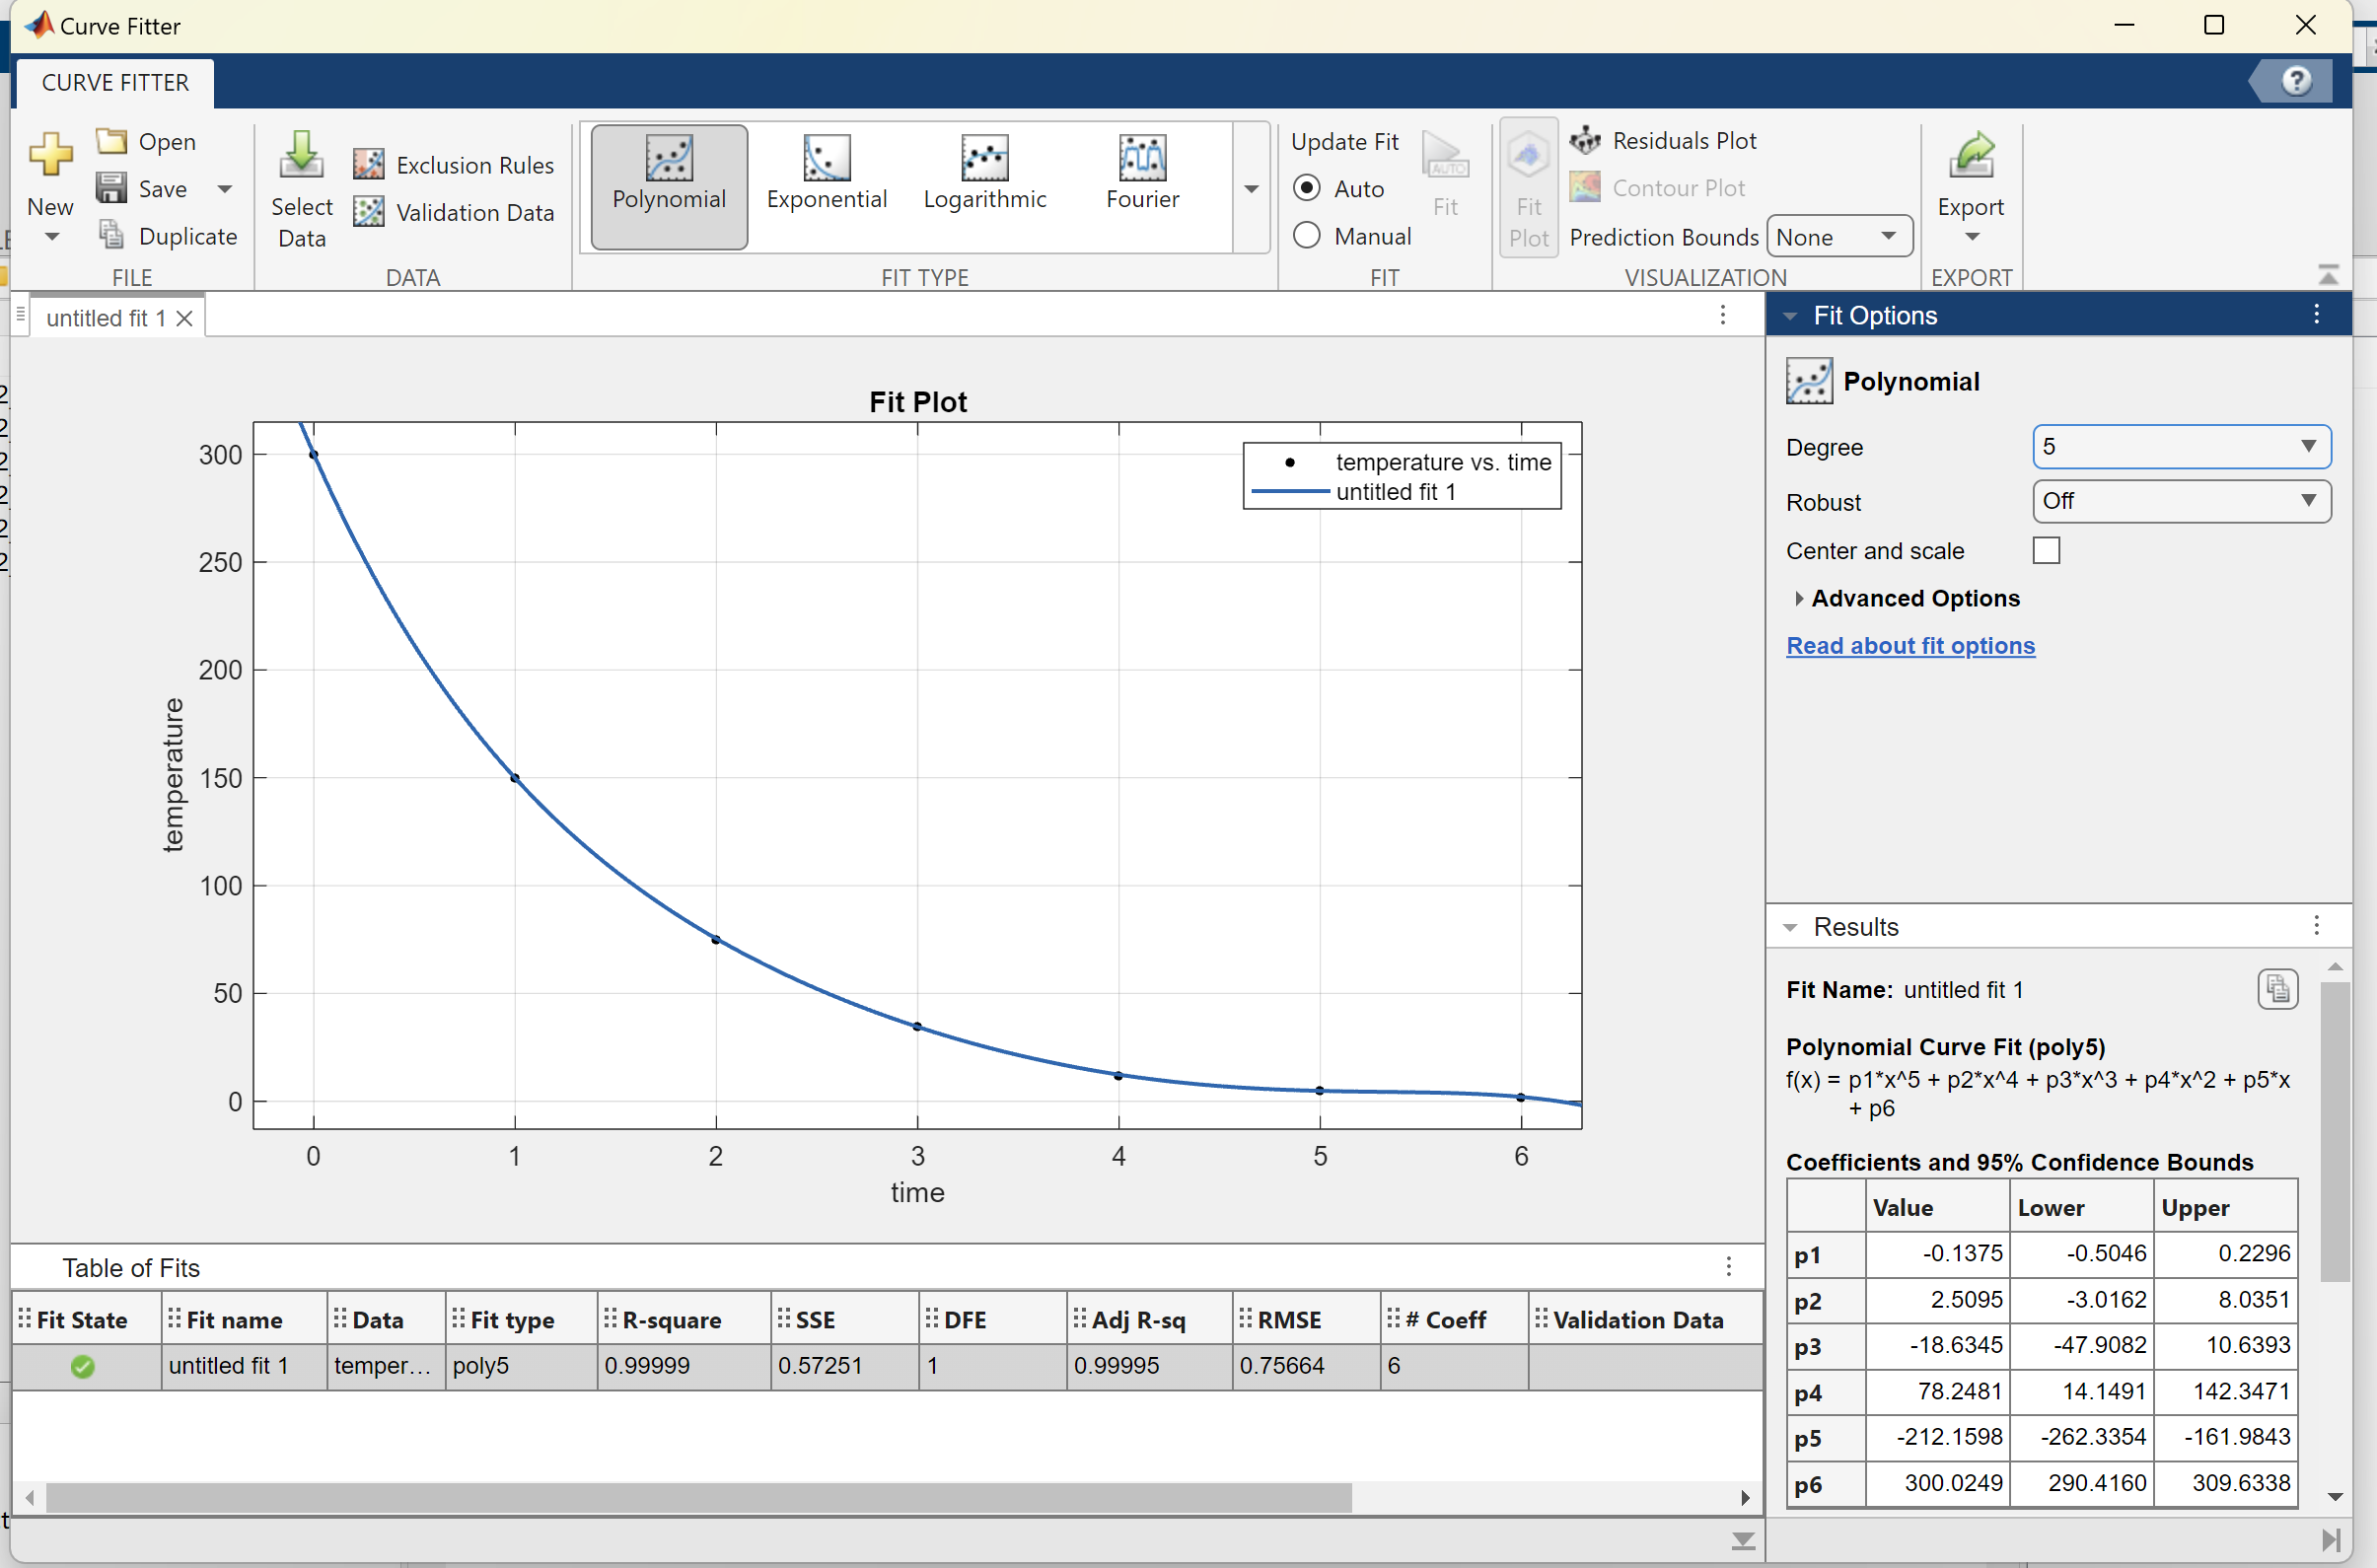 Curve Fitter
CURVE FITTER
New
Open
Save
Duplicate
FILE
Select Data
Exclusion Rules
Validation Data
DATA
Polynomial
Exponential
Logarithmic
Fourier
FIT TYPE
Update Fit
Auto
Manual
AUTO
Fit
FIT
Fit Plot
Residuals Plot
Contour Plot
Prediction Bounds None
VISUALIZATION
Export
EXPORT
untitled fit 1
Fit Plot
temperature vs. time
untitled fit 1
300
250
200
150
100
50
0
temperature
0 1 2 3 4 5 6
time
Table of Fits
Fit State Fit name Data Fit type R-square SSE DFE Adj R-sq RMSE # Coeff Validation Data
untitled fit 1 temper... poly5 0.99999 0.57251 1 0.99995 0.75664 6
Fit Options
Polynomial
Degree 5
Robust Off
Center and scale
Advanced Options
Read about fit options
Results
Fit Name: untitled fit 1
Polynomial Curve Fit (poly5)
f(x) = p1*x^5 + p2*x^4 + p3*x^3 + p4*x^2 + p5*x
+ p6
Coefficients and 95% Confidence Bounds
Value Lower Upper
p1 -0.1375 -0.5046 0.2296
p2 2.5095 -3.0162 8.0351
p3 -18.6345 -47.9082 10.6393
p4 78.2481 14.1491 142.3471
p5 -212.1598 -262.3354 -161.9843
p6 300.0249 290.4160 309.6338